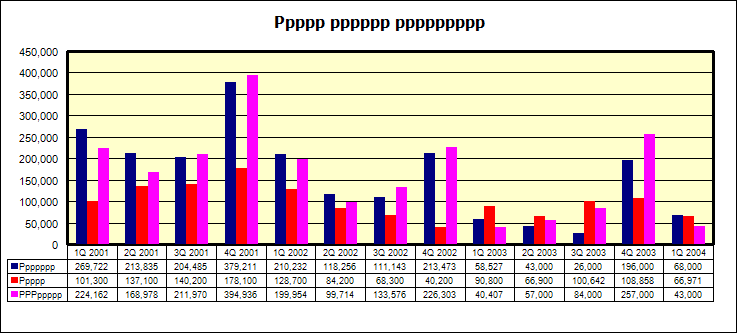 Ppppp pppppp ppppppppp
450,000
400,000
350,000
300,000
250,000
200,000
150,000
100,000
50,000
0
1Q 2001 2Q 2001 3Q 2001 4Q 2001 1Q 2002 2Q 2002 3Q 2002 4Q 2002 1Q 2003 2Q 2003 3Q 2003 4Q 2003 1Q 2004
Ppppppp 269,722 213,835 204,485 379,211 210,232 118,256 111,143 213,473 58,527 43,000 26,000 196,000 68,000
Ppppp 101,300 137,100 140,200 178,100 128,700 84,200 68,300 40,200 90,800 66,900 100,642 108,858 66,971
PPPpppppp 224,162 168,978 211,970 394,936 199,954 99,714 133,576 226,303 40,407 57,000 84,000 257,000 43,000